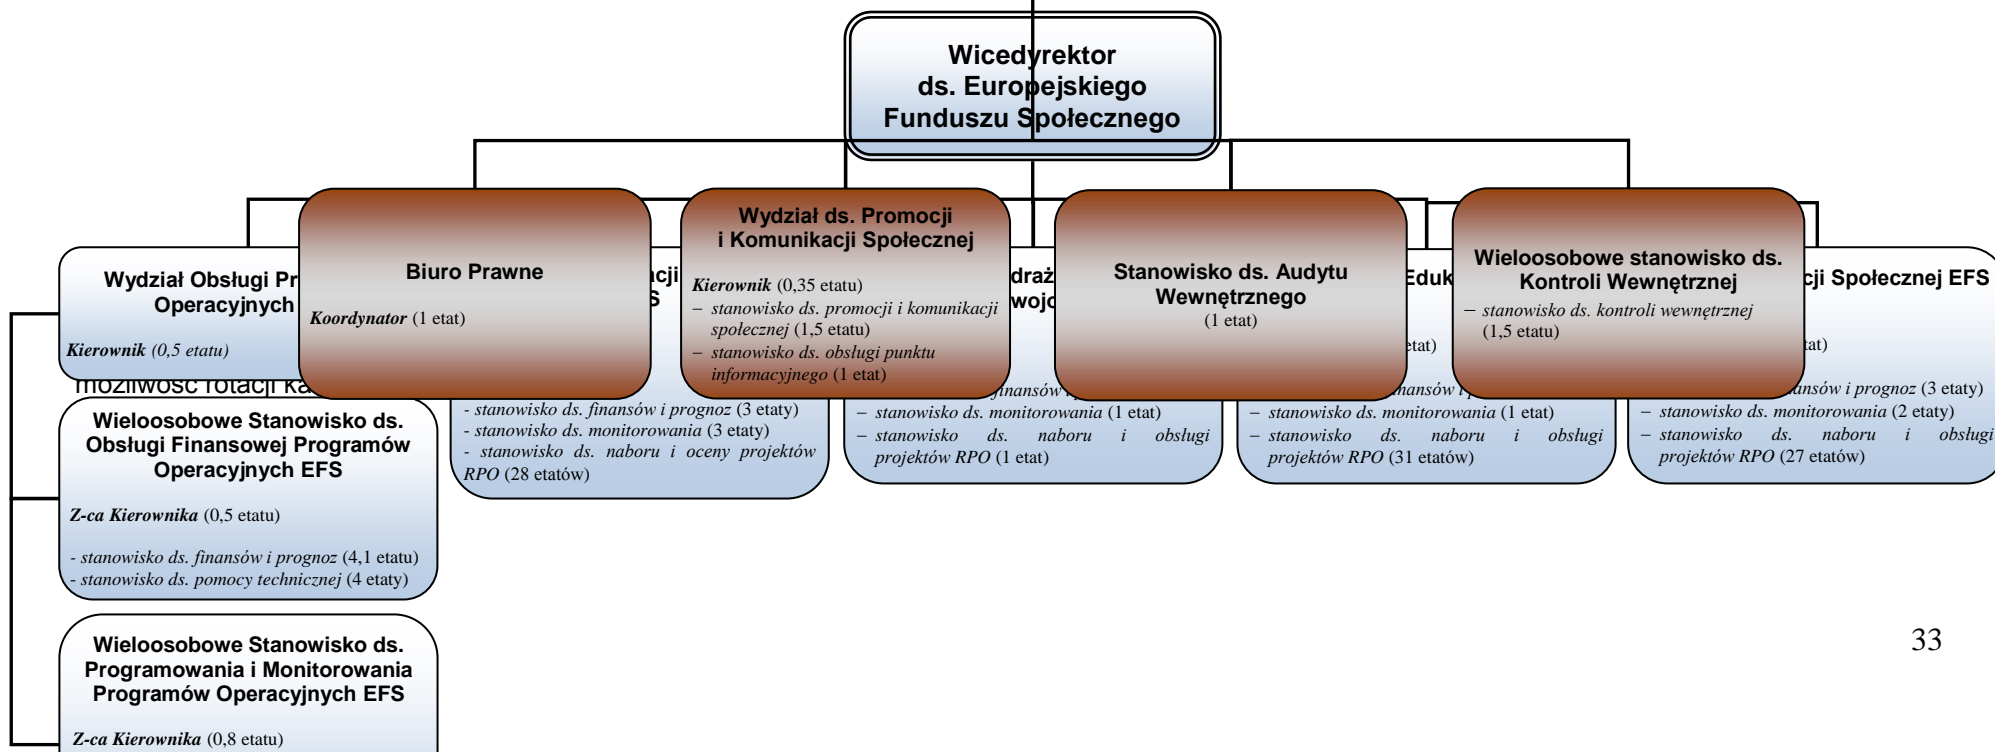 Wicedyrektor
ds. Europejskiego
Funduszu Społecznego
Biuro Prawne
Koordynator (1 etat)
Wydział ds. Promocji
i Komunikacji Społecznej
Kierownik (0,35 etatu)
– stanowisko ds. promocji i komunikacji
społecznej (1,5 etatu)
– stanowisko ds. obsługi punktu
informacyjnego (1 etat)
Stanowisko ds. Audytu
Wewnętrznego
(1 etat)
Wieloosobowe stanowisko ds.
Kontroli Wewnętrznej
– stanowisko ds. kontroli wewnętrznej
(1,5 etatu)
Wydział Obsługi
Operacyjnych
Kierownik (0,5 etatu)
możliwość rotacji
Wieloosobowe Stanowisko ds.
Obsługi Finansowej Programów
Operacyjnych EFS
Z-ca Kierownika (0,5 etatu)
- stanowisko ds. finansów i prognoz (4,1 etatu)
- stanowisko ds. pomocy technicznej (4 etaty)
Wieloosobowe Stanowisko ds.
Programowania i Monitorowania
Programów Operacyjnych EFS
Z-ca Kierownika (0,8 etatu)
- stanowisko ds. finansów i prognoz (3 etaty)
- stanowisko ds. monitorowania (3 etaty)
- stanowisko ds. naboru i oceny projektów
RPO (28 etatów)
– stanowisko ds. monitorowania (1 etat)
– stanowisko ds. naboru i obsługi
projektów RPO (1 etat)
– stanowisko ds. monitorowania (1 etat)
– stanowisko ds. naboru i obsługi
projektów RPO (31 etatów)
Społecznej EFS
i prognoz (3 etaty)
– stanowisko ds. monitorowania (2 etaty)
– stanowisko ds. naboru i obsługi
projektów RPO (27 etatów)
33